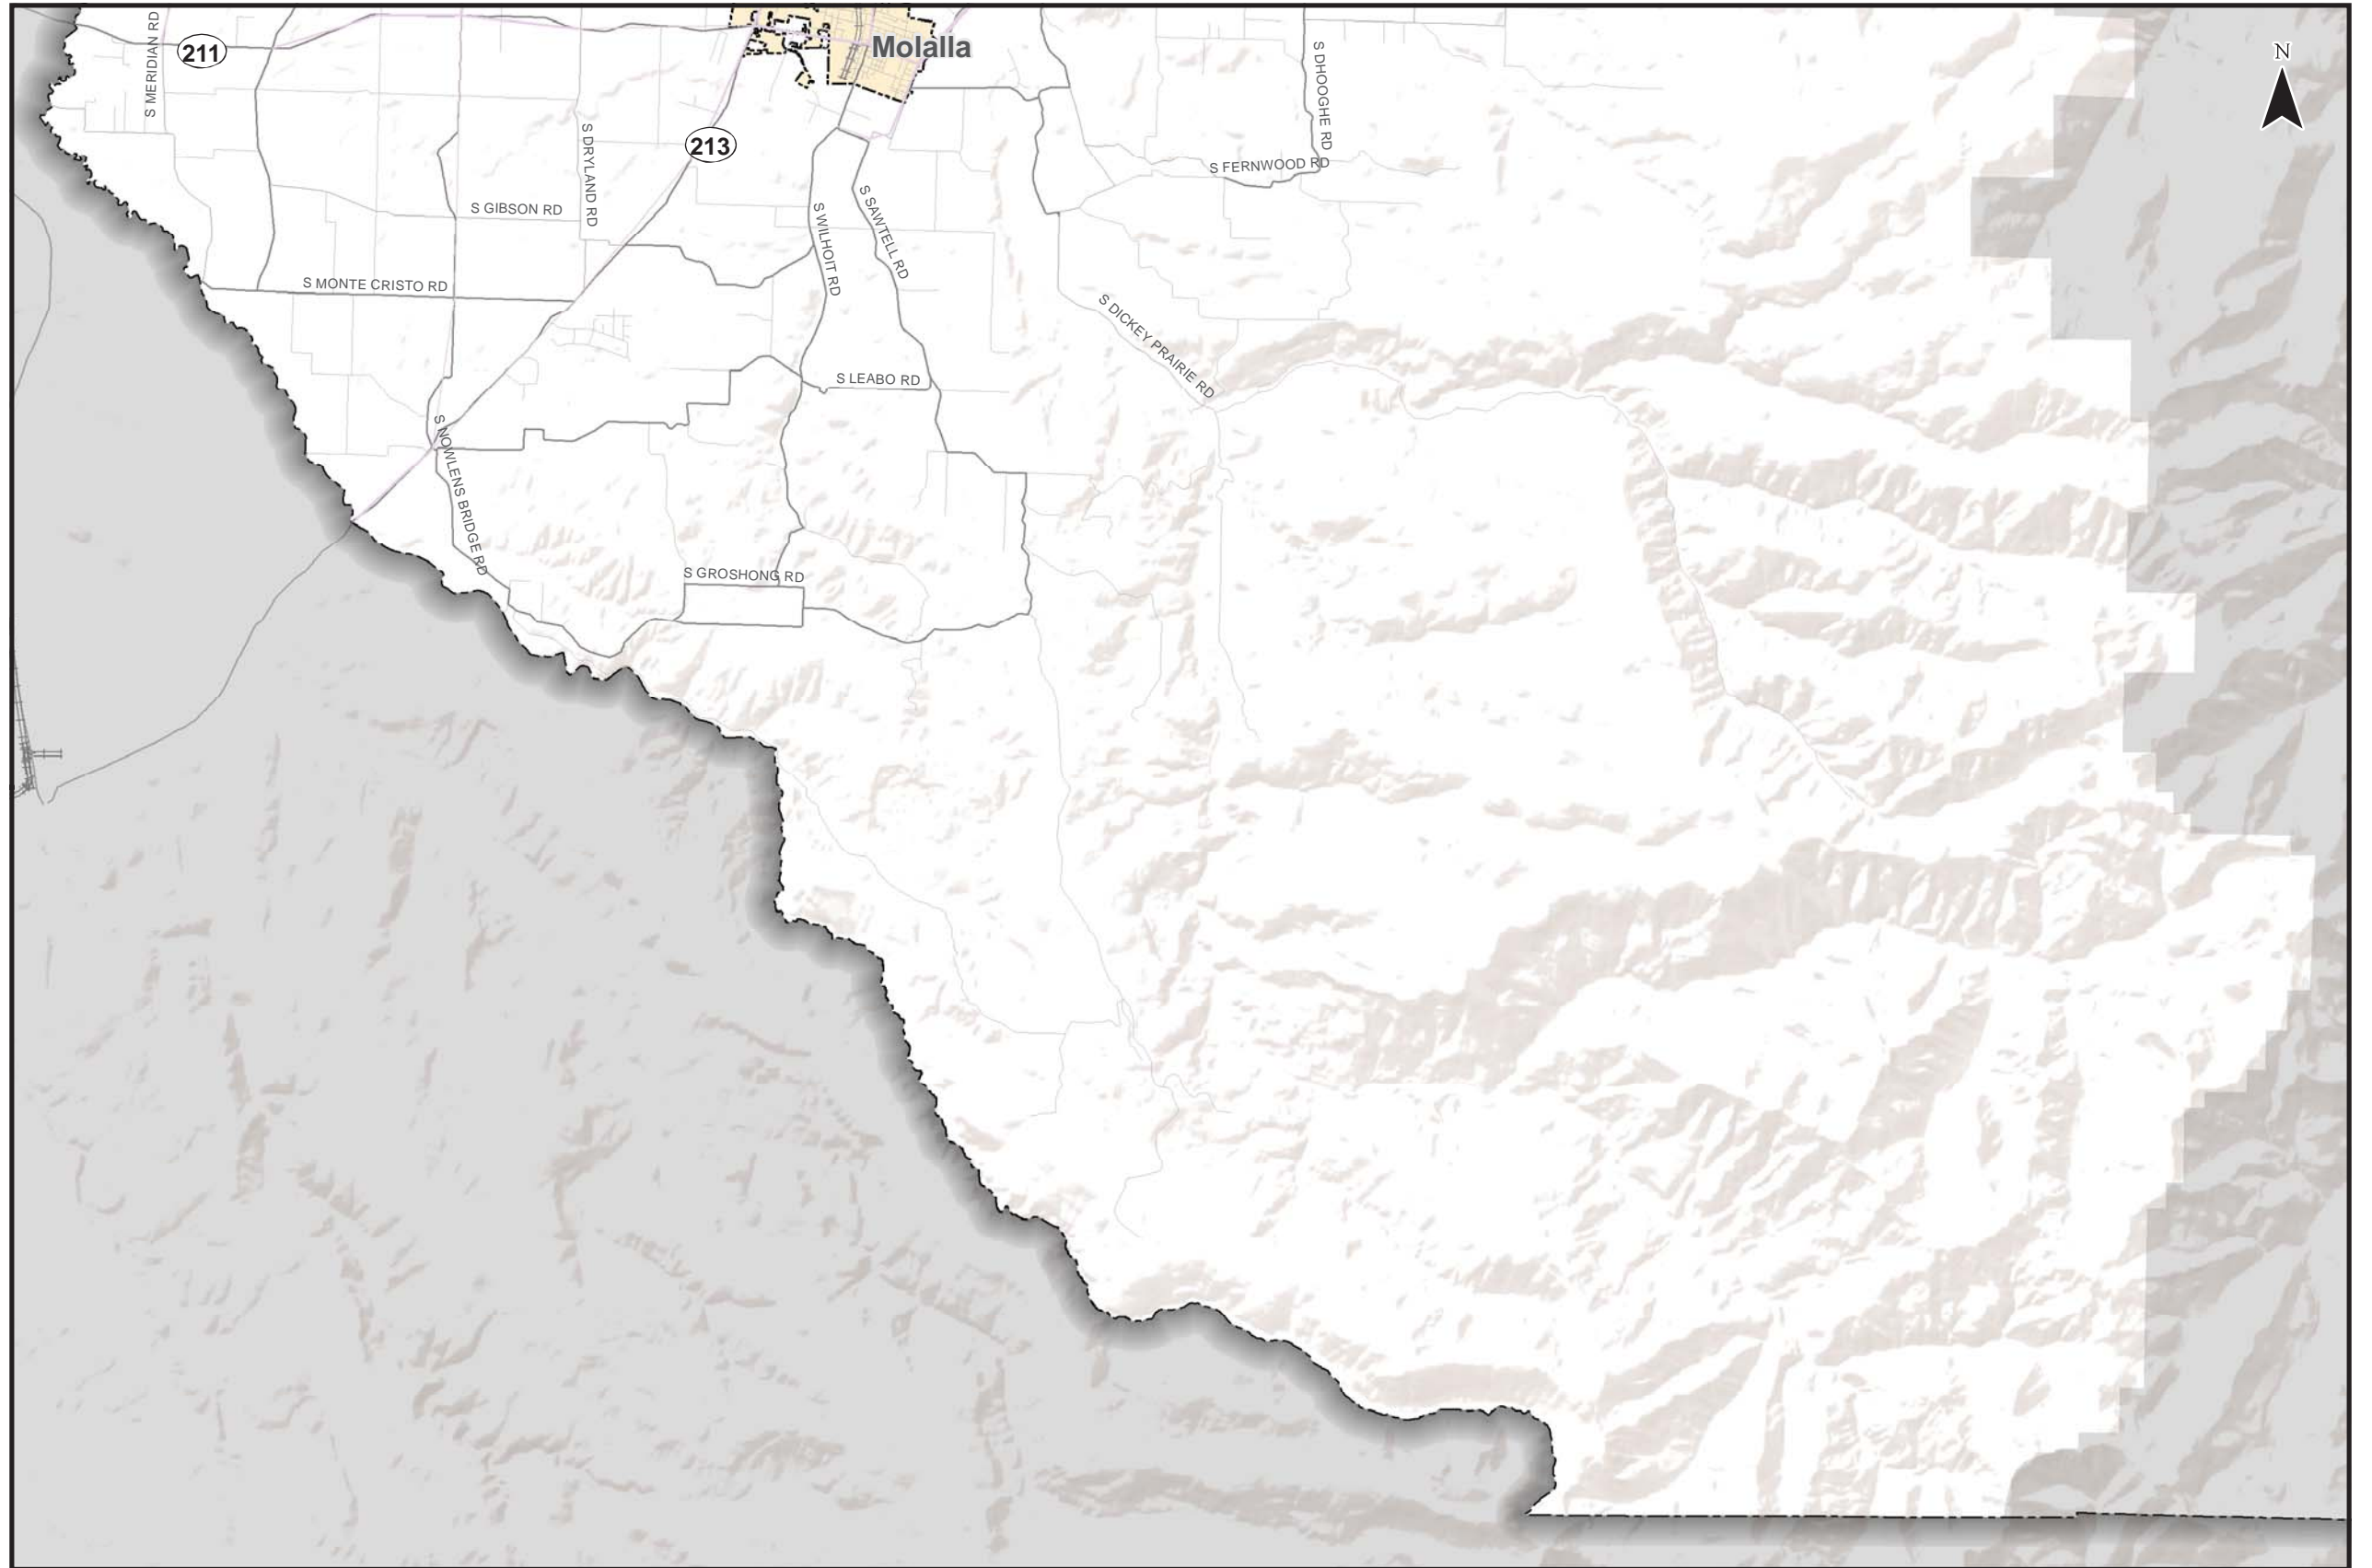 Molalla
211
S MERIDIAN RD
N
S DHOOGHE RD
S DRYLAND RD
213
S FERNWOOD RD
S GIBSON RD
S WILHOIT RD
S SAWTELL RD
S MONTE CRISTO RD
S DICKEY PRAIRIE RD
S LEABO RD
S NOWLENS BRIDGE RD
S GROSHONG RD